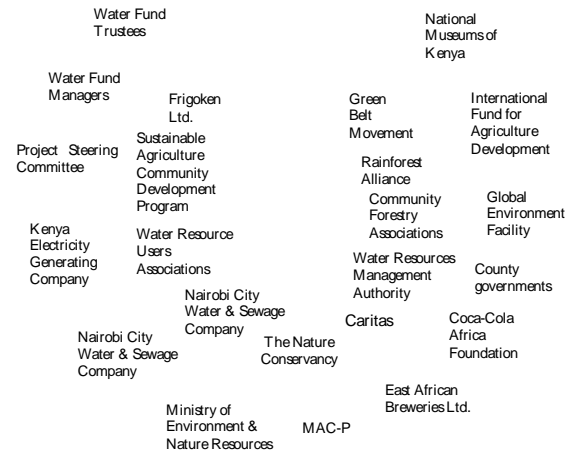 Water Fund
Trustees
National
Museums of
Kenya
Water Fund
Managers
Frigoken
Ltd.
Green
Belt
Movement
International
Fund for
Agriculture
Development
Project Steering
Committee
Sustainable
Agriculture
Community
Development
Program
Rainforest
Alliance
Community
Forestry
Associations
Global
Environment
Facility
Kenya
Electricity
Generating
Company
Water Resource
Users
Associations
Water Resources
Management
Authority
County
governments
Nairobi City
Water & Sewage
Company
Caritas
Coca-Cola
Africa
Foundation
Nairobi City
Water & Sewage
Company
The Nature
Conservancy
East African
Breweries Ltd.
Ministry of
Environment &
Nature Resources
MAC-P